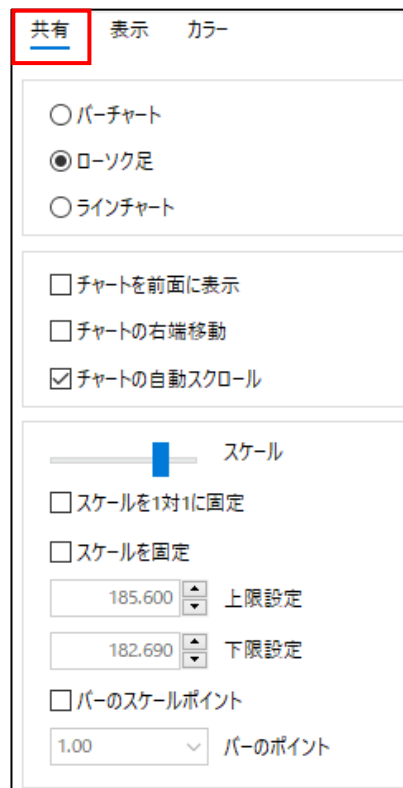 共有 表示 カラー
バーチャート
ローソク足
ラインチャート
チャートを前面に表示
チャートの右端移動
チャートの自動スクロール
スケール
スケールを1対1に固定
スケールを固定
185.600 上限設定
182.690 下限設定
バーのスケールポイント
1.00 バーのポイント